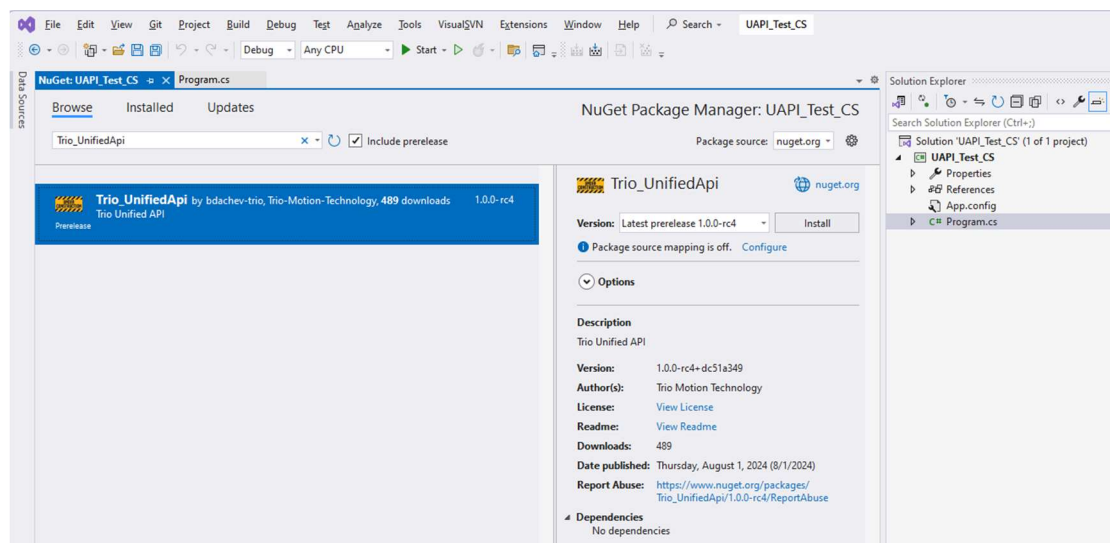 File Edit View Git Project Build Debug Test Analyze Tools VisualSVN Extensions Window Help Search UAPI_Test_CS
Debug Any CPU Start
Data Sources
NuGet: UAPI_Test_CS Program.cs
Browse Installed Updates
NuGet Package Manager: UAPI_Test_CS
Trio_UnifiedApi
Include prerelease
Package source: nuget.org
Trio_UnifiedApi by bdachev-trio, Trio-Motion-Technology, 489 downloads 1.0.0-rc4
Trio Unified API
Prerelease
Trio_UnifiedApi nuget.org
Version: Latest prerelease 1.0.0-rc4 Install
Package source mapping is off. Configure
Options
Description
Trio Unified API
Version: 1.0.0-rc4+dc51a349
Author(s): Trio Motion Technology
License: View License
Readme: View Readme
Downloads: 489
Date published: Thursday, August 1, 2024 (8/1/2024)
Report Abuse: https://www.nuget.org/packages/
Trio_UnifiedApi/1.0.0-rc4/ReportAbuse
Dependencies
No dependencies
Solution Explorer
Search Solution Explorer (Ctrl+;)
Solution 'UAPI_Test_CS' (1 of 1 project)
C# UAPI_Test_CS
Properties
References
App.config
C# Program.cs